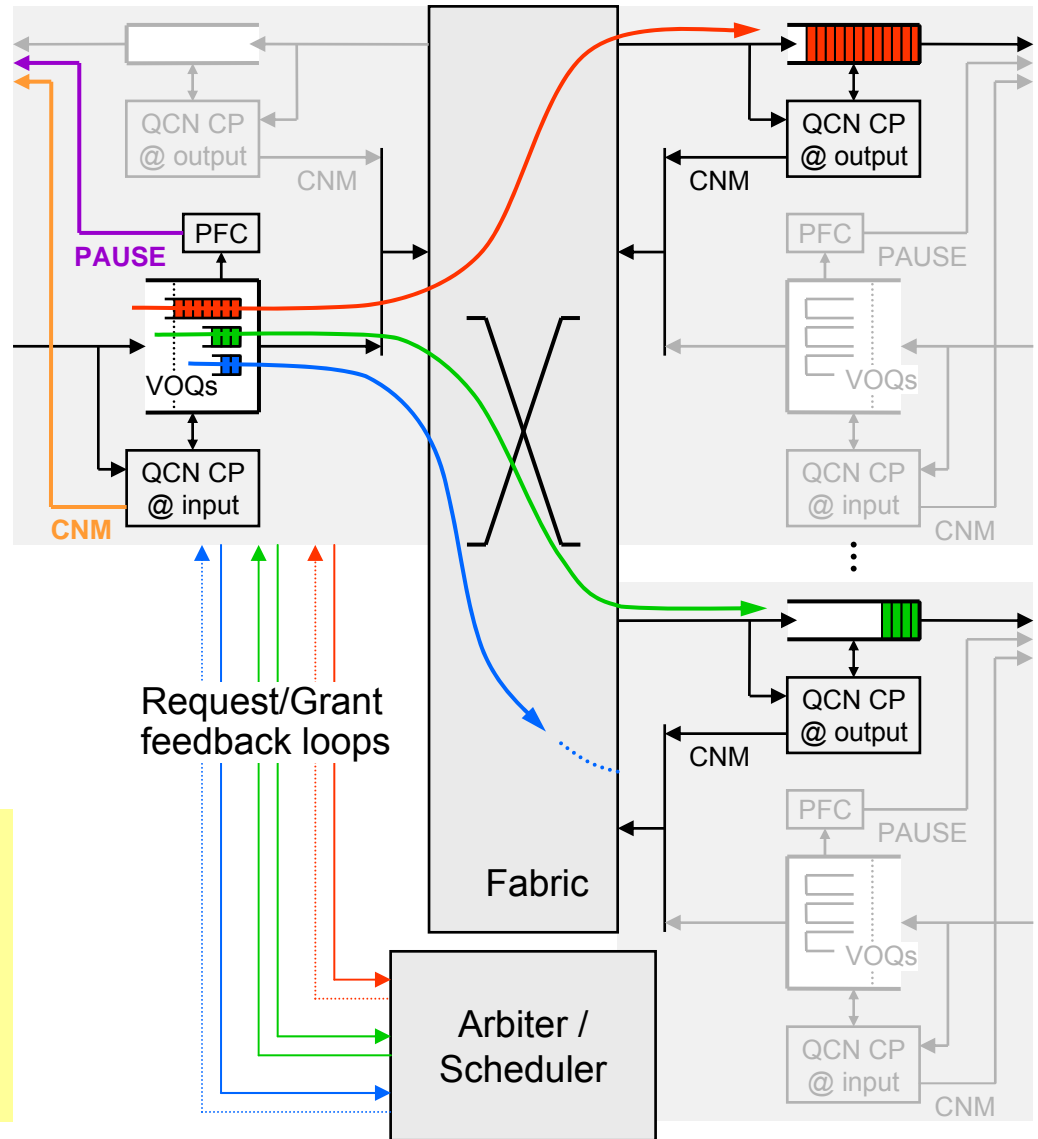 QCN CP
@ output
CNM
PFC
PAUSE
VOQs
QCN CP
@ input
CNM
Request/Grant
feedback loops
Fabric
Arbiter /
Scheduler
QCN CP
@ output
CNM
PFC
PAUSE
VOQs
QCN CP
@ input
CNM
QCN CP
@ output
CNM
PFC
PAUSE
VOQs
QCN CP
@ input
CNM